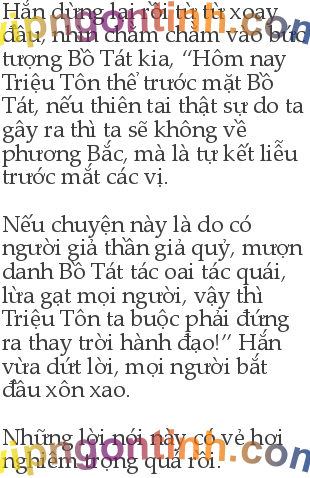 Hắn dừng lại rồi từ từ xoay
đầu, nhìn chằm chằm vào bức
tượng Bồ Tát kia, “Hôm nay
Triệu Tôn thể trước mặt Bồ
Tát, nếu thiên tai thật sự do ta
gây ra thì ta sẽ không về
phương Bắc, mà là tự kết liễu
trước mắt các vị.
Nếu chuyện này là do có
người giả thần giả quỷ, mượn
danh Bồ Tát tác oai tác quái,
lừa gạt mọi người, vậy thì
Triệu Tôn ta buộc phải đứng
ra thay trời hành đạo!” Hắn
vừa dứt lời, mọi người bắt
đầu xôn xao.
Những lời nói này có vẻ hơi
nghiêm trọng quá rồi.
vipngontinh.com
vipngontinh.com